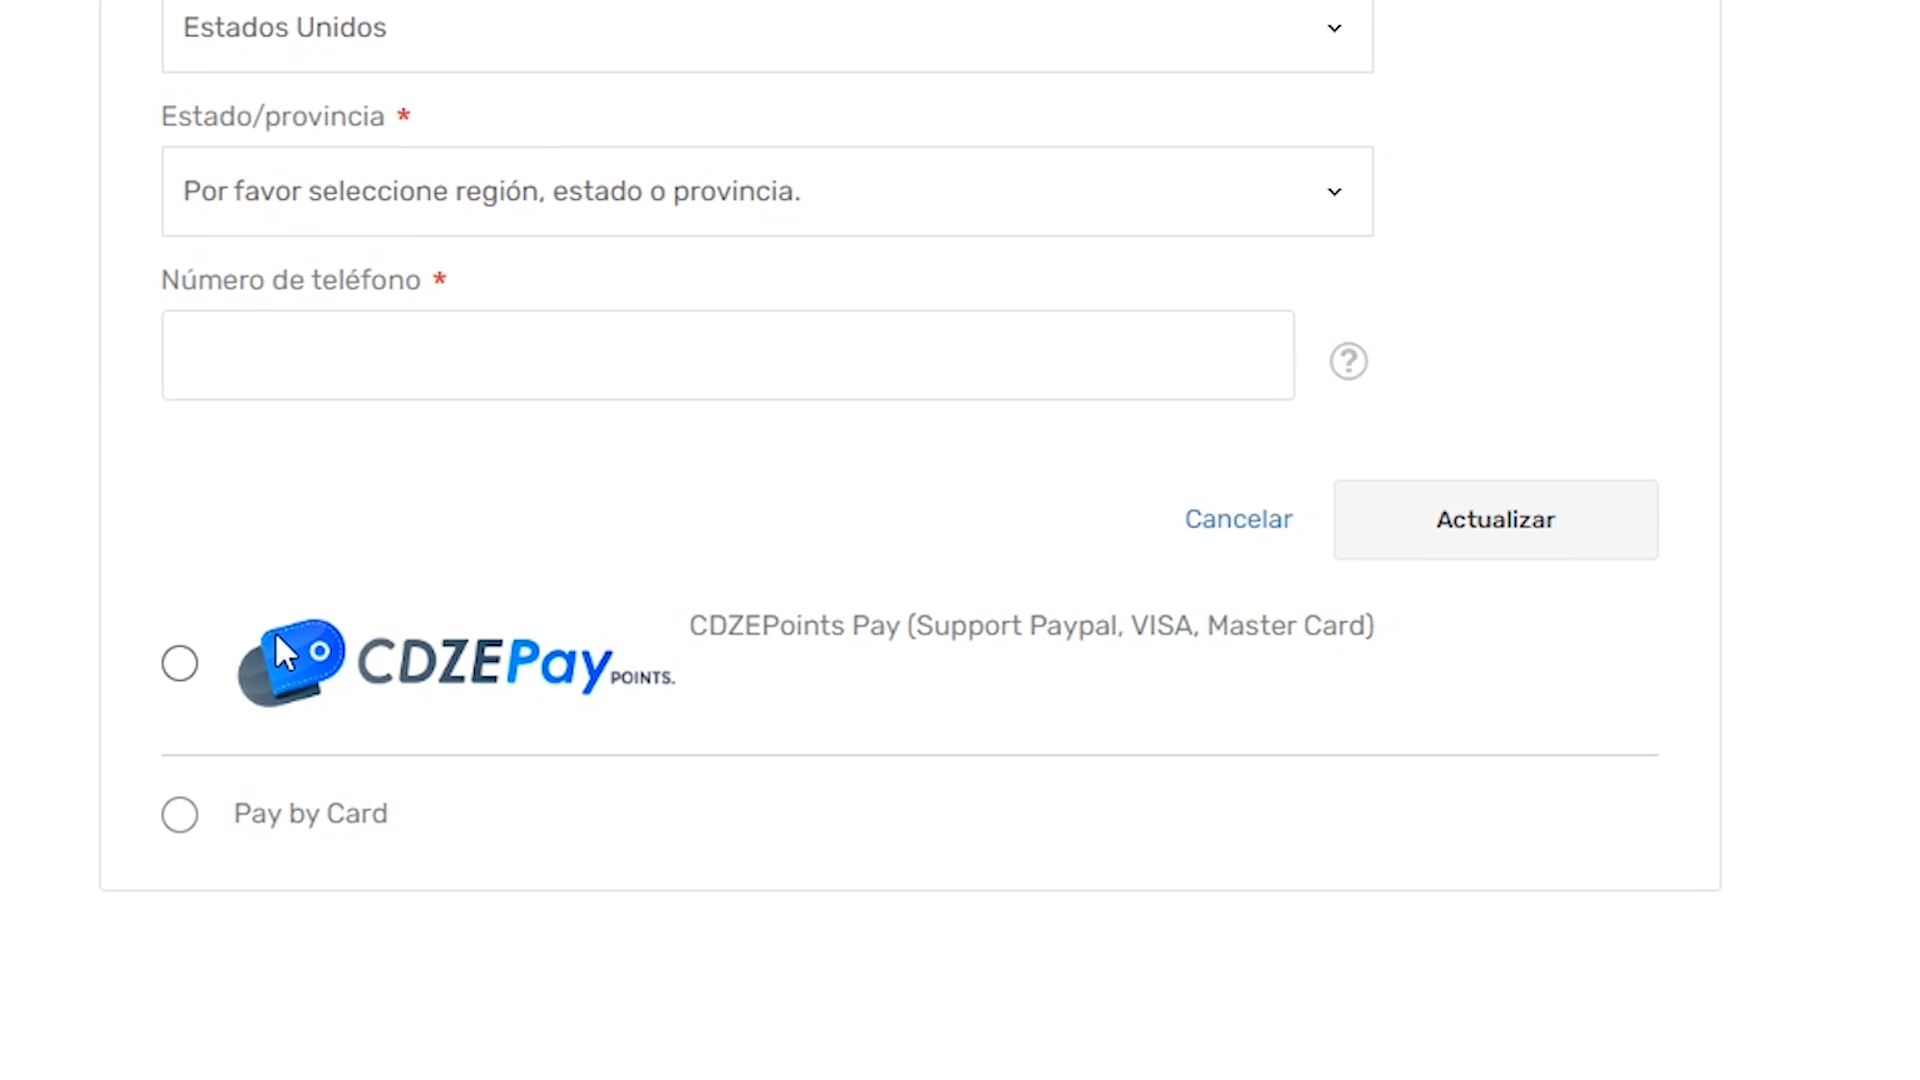 Estados Unidos
Estado/provincia *
Por favor seleccione región, estado o provincia.
Número de teléfono *
?
Cancelar
Actualizar
CDZEPay POINTS.
CDZEPoints Pay (Support Paypal, VISA, Master Card)
Pay by Card